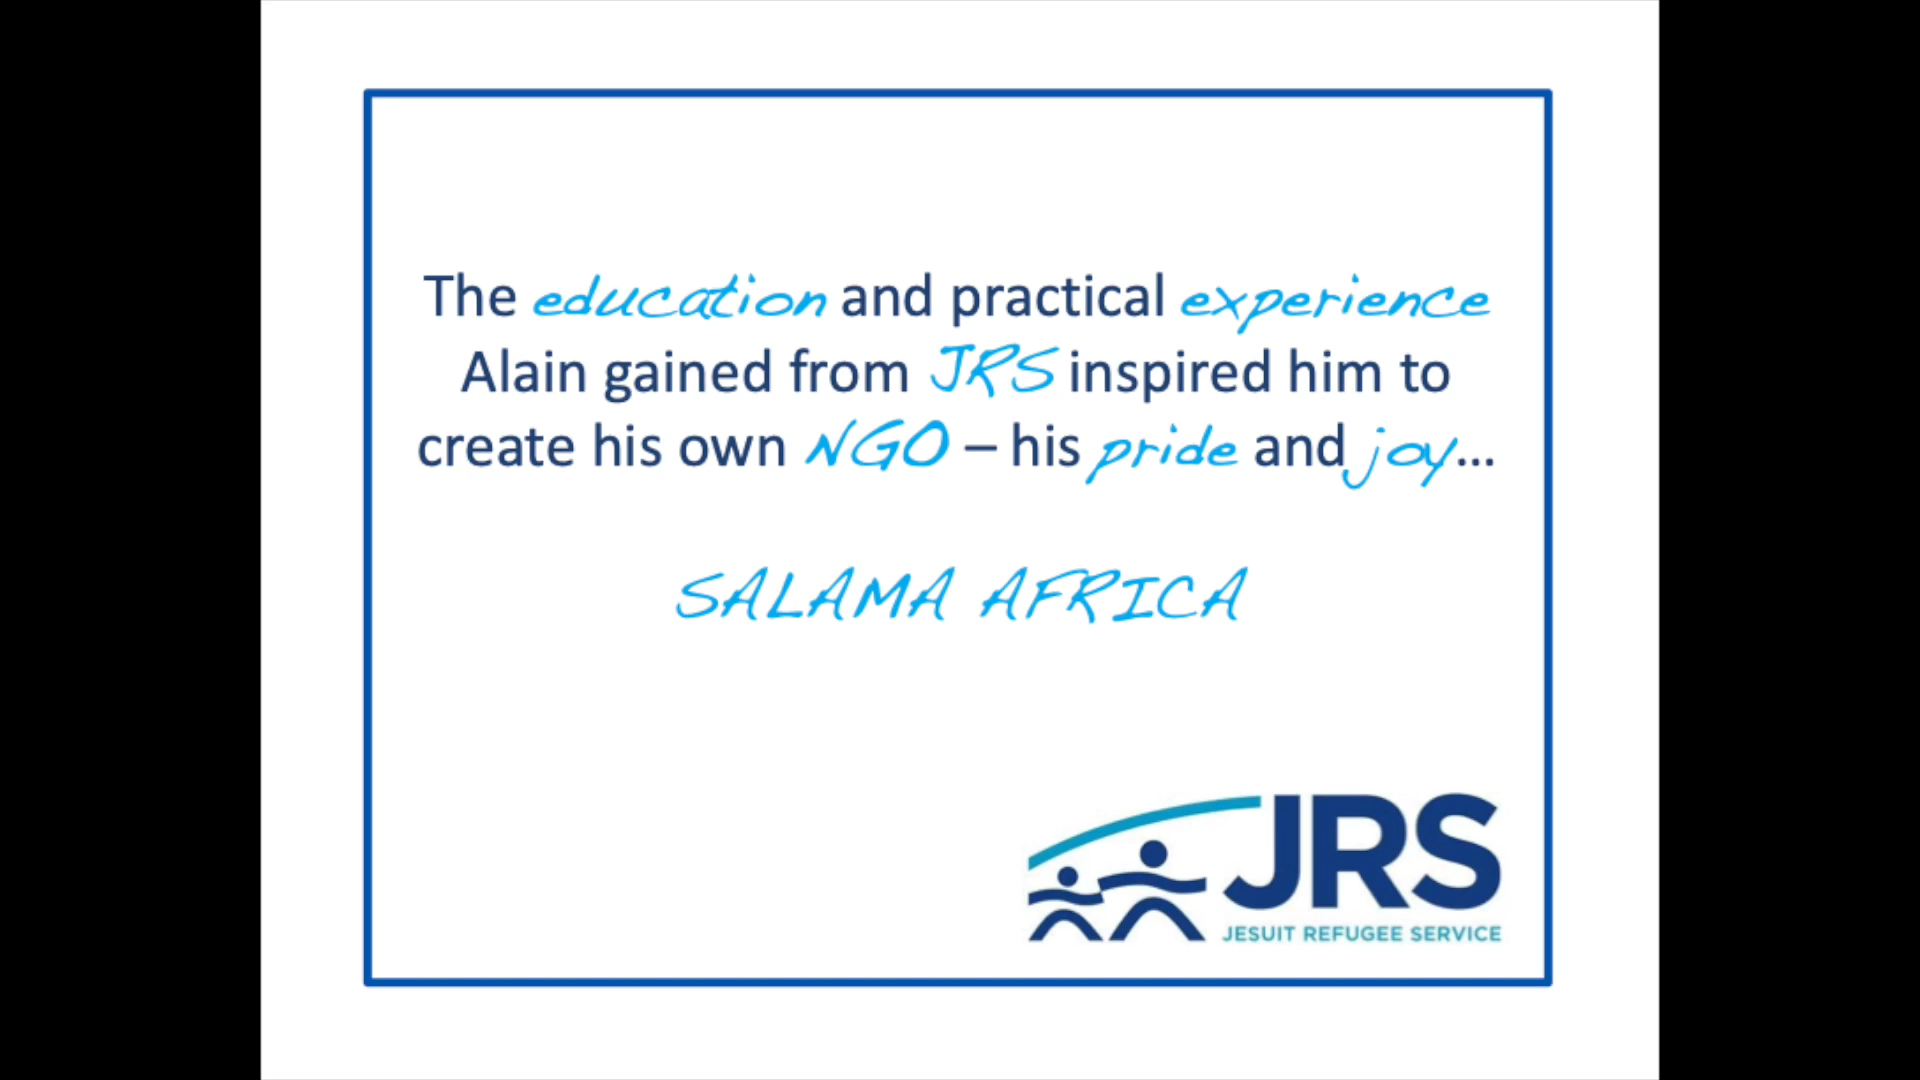 The education and practical experience
Alain gained from JRS inspired him to
create his own NGO – his pride and joy...
SALAMA AFRICA
JRS
JESUIT REFUGEE SERVICE